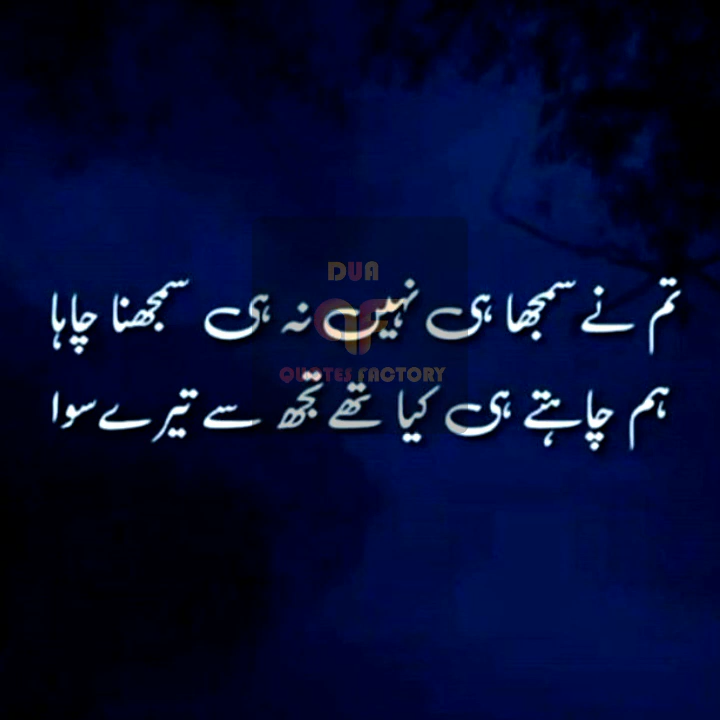 DUA
QF
QUOTES FACTORY
تم نے سمجھا ہی نہیں نہ ہی سمجھنا چاہا
ہم چاہتے ہی کیا تھے تجھ سے تیرے سوا